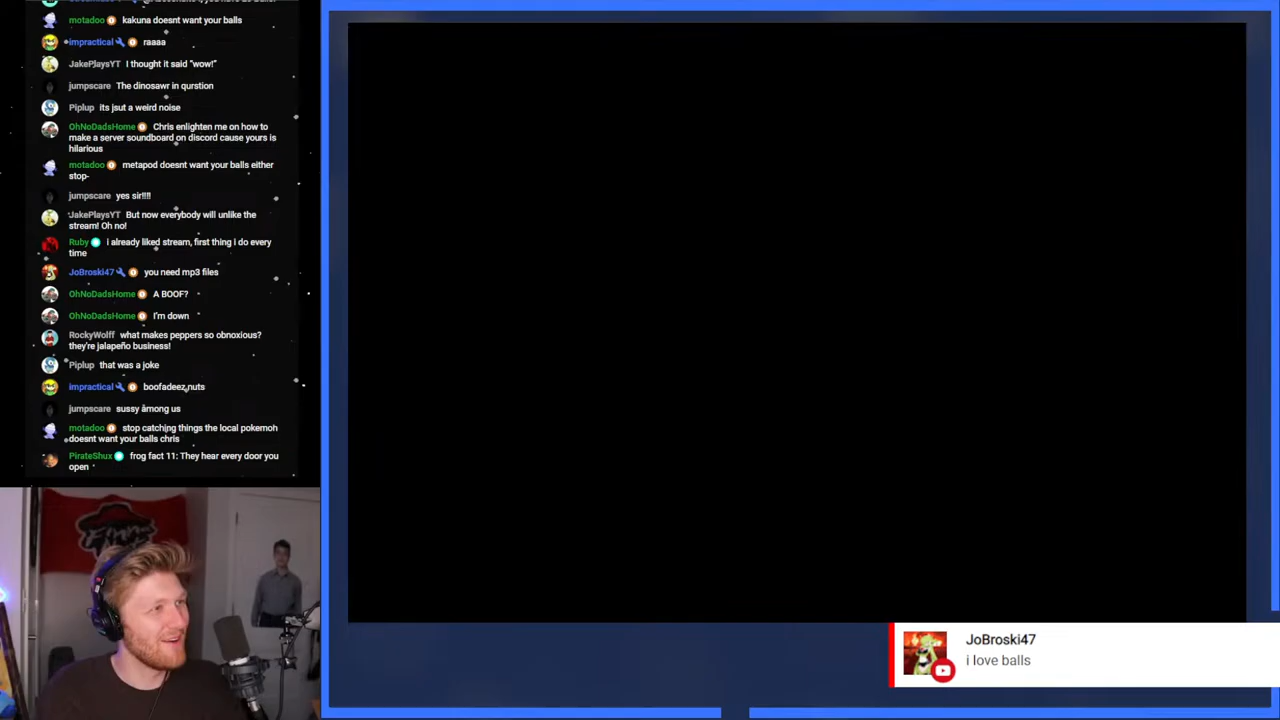 motadoo kakuna doesnt want your balls
impractical raaaa
JakePlaysYT I thought it said “wow!”
jumpscare The dinosawr in qurstion
Piplup its jsut a weird noise
OhNoDadsHome Chris enlighten me on how to
make a server soundboard on discord cause yours is
hilarious
motadoo metapod doesnt want your balls either
stop-
jumpscare yes sir!!!!
JakePlaysYT But now everybody will unlike the
stream! Oh no!
Ruby i already liked stream, first thing i do every
time
JoBroski47 you need mp3 files
OhNoDadsHome A BOOF?
OhNoDadsHome I'm down
RockyWolff what makes peppers so obnoxious?
they're jalapeño business!
Piplup that was a joke
impractical boofadeez nuts
jumpscare sussy among us
motadoo stop catching things the local pokemon
doesnt want your balls chris
PirateShux frog fact 11: They hear every door you
open
JoBroski47
i love balls